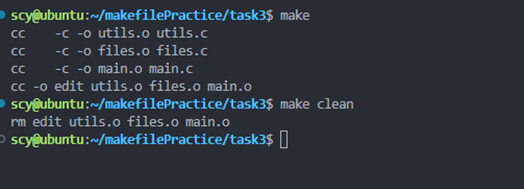 scy@ubuntu:~/makefilePractice/task3$ make
cc    -c -o utils.o utils.c
cc    -c -o files.o files.c
cc    -c -o main.o main.c
cc -o edit utils.o files.o main.o
scy@ubuntu:~/makefilePractice/task3$ make clean
rm edit utils.o files.o main.o
scy@ubuntu:~/makefilePractice/task3$